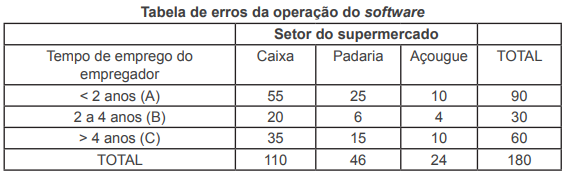 Tabela de erros da operação do software
Setor do supermercado
Tempo de emprego do empregador Caixa Padaria Açougue TOTAL
< 2 anos (A) 55 25 10 90
2 a 4 anos (B) 20 6 4 30
> 4 anos (C) 35 15 10 60
TOTAL 110 46 24 180